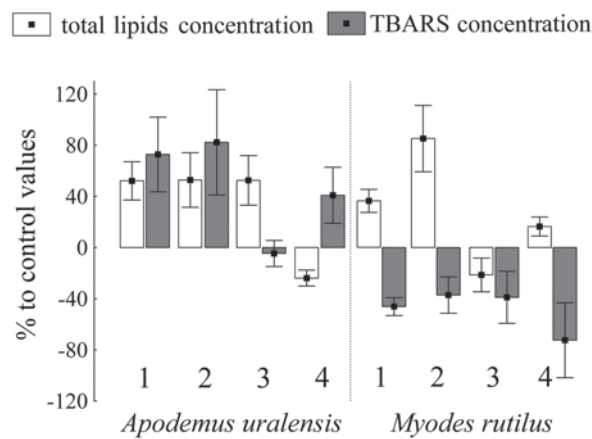 total lipids concentration TBARS concentration
% to control values
120
80
40
0
-40
-80
-120
1 2 3 4 1 2 3 4
Apodemus uralensis Myodes rutilus